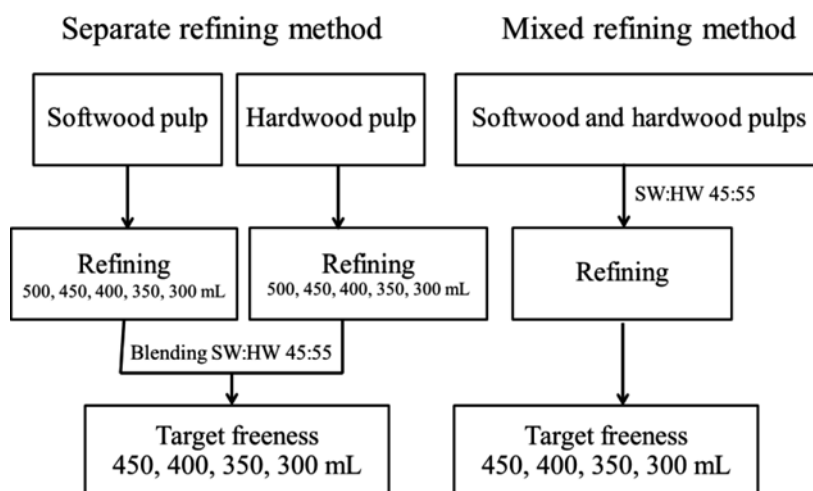 Separate refining method
Softwood pulp
Hardwood pulp
Refining
500, 450, 400, 350, 300 mL
Refining
500, 450, 400, 350, 300 mL
Blending SW:HW 45:55
Target freeness
450, 400, 350, 300 mL
Mixed refining method
Softwood and hardwood pulps
SW:HW 45:55
Refining
Target freeness
450, 400, 350, 300 mL